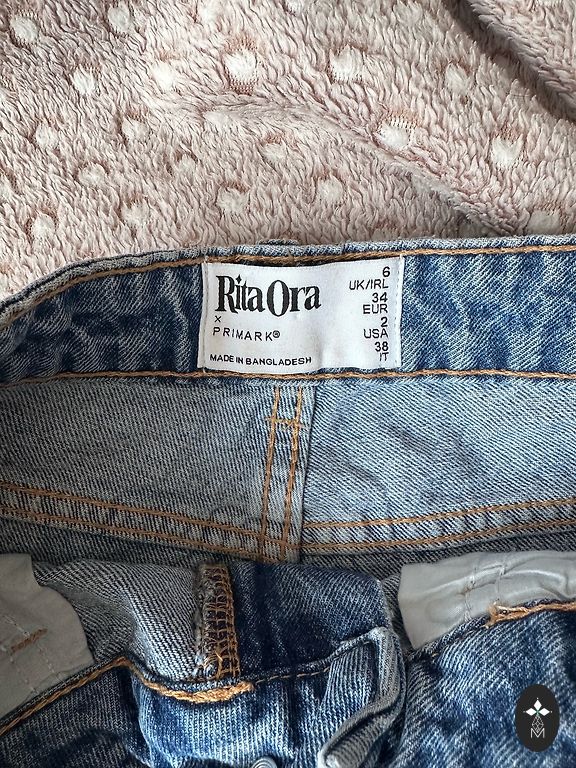 Rita Ora
×
PRIMARK®
MADE IN BANGLADESH
6
UK/IRL
34
EUR
2
USA
38
IT
M